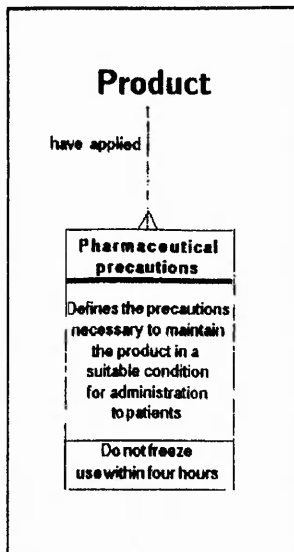 Product
have applied
Pharmaceutical
precautions
Defines the precautions
necessary to maintain
the product in a
suitable condition
for administration
to patients
Do not freeze
use within four hours